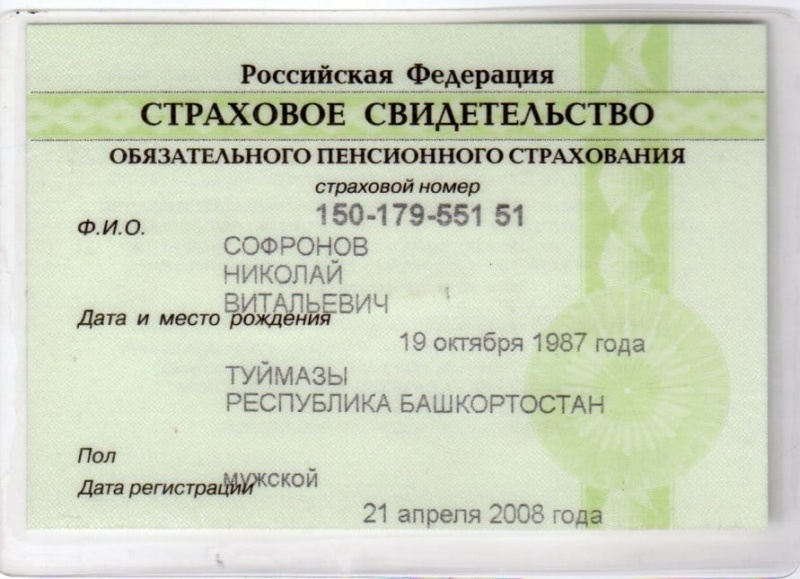 Российская Федерация
СТРАХОВОЕ СВИДЕТЕЛЬСТВО
ОБЯЗАТЕЛЬНОГО ПЕНСИОННОГО СТРАХОВАНИЯ
страховой номер
150-179-551 51
Ф.И.О.
СОФРОНОВ
НИКОЛАЙ
ВИТАЛЬЕВИЧ
Дата и место рождения
19 октября 1987 года
ТУЙМАЗЫ
РЕСПУБЛИКА БАШКОРТОСТАН
Пол
мужской
Дата регистрации
21 апреля 2008 года